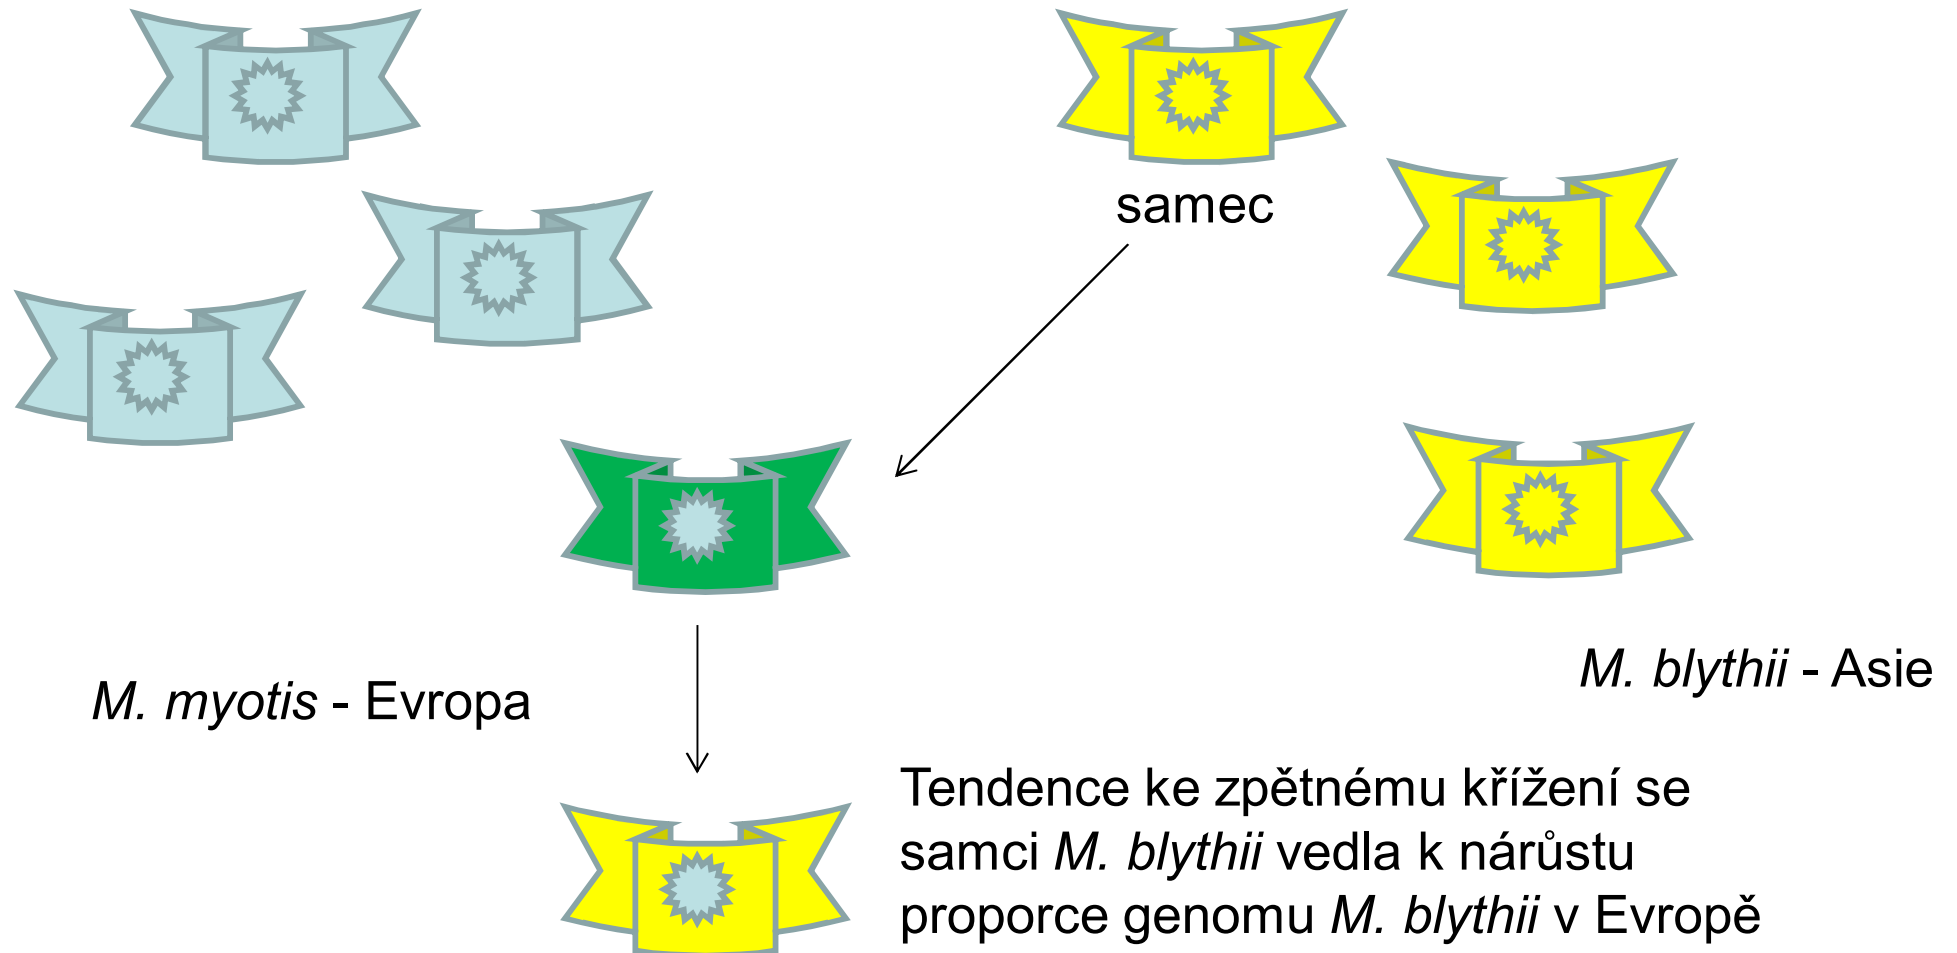 samec
M. blythii - Asie
M. myotis - Evropa
Tendence ke zpětnému křížení se
samci M. blythii vedla k nárůstu
proporce genomu M. blythii v Evropě